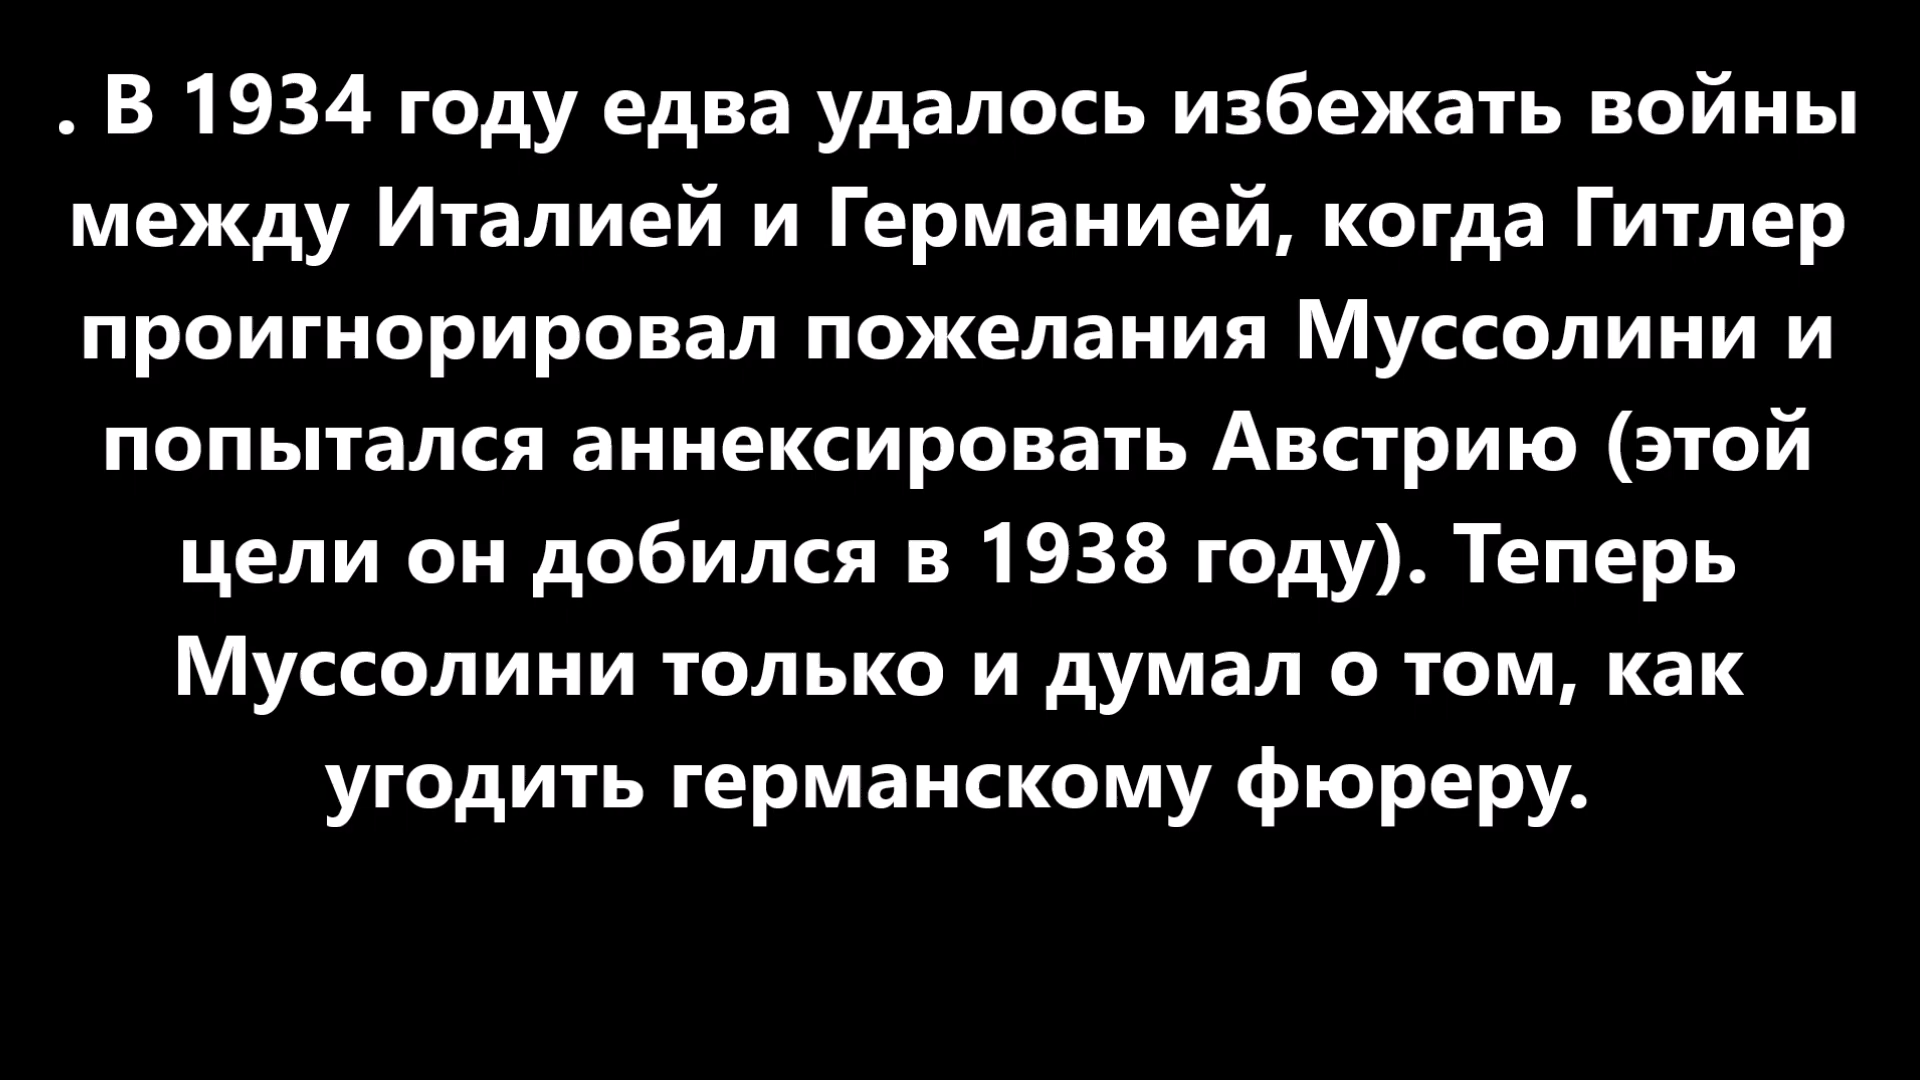 . В 1934 году едва удалось избежать войны
между Италией и Германией, когда Гитлер
проигнорировал пожелания Муссолини и
попытался аннексировать Австрию (этой
цели он добился в 1938 году). Теперь
Муссолини только и думал о том, как
угодить германскому фюреру.